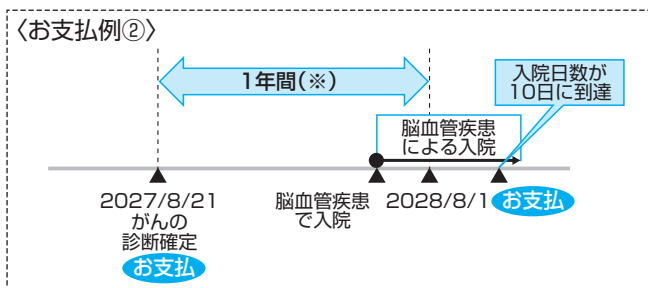 〈お支払例②〉
1年間(※)
入院日数が
10日に到達
脳血管疾患
による入院
2027/8/21
がんの
診断確定
お支払
脳血管疾患
で入院
2028/8/1
お支払